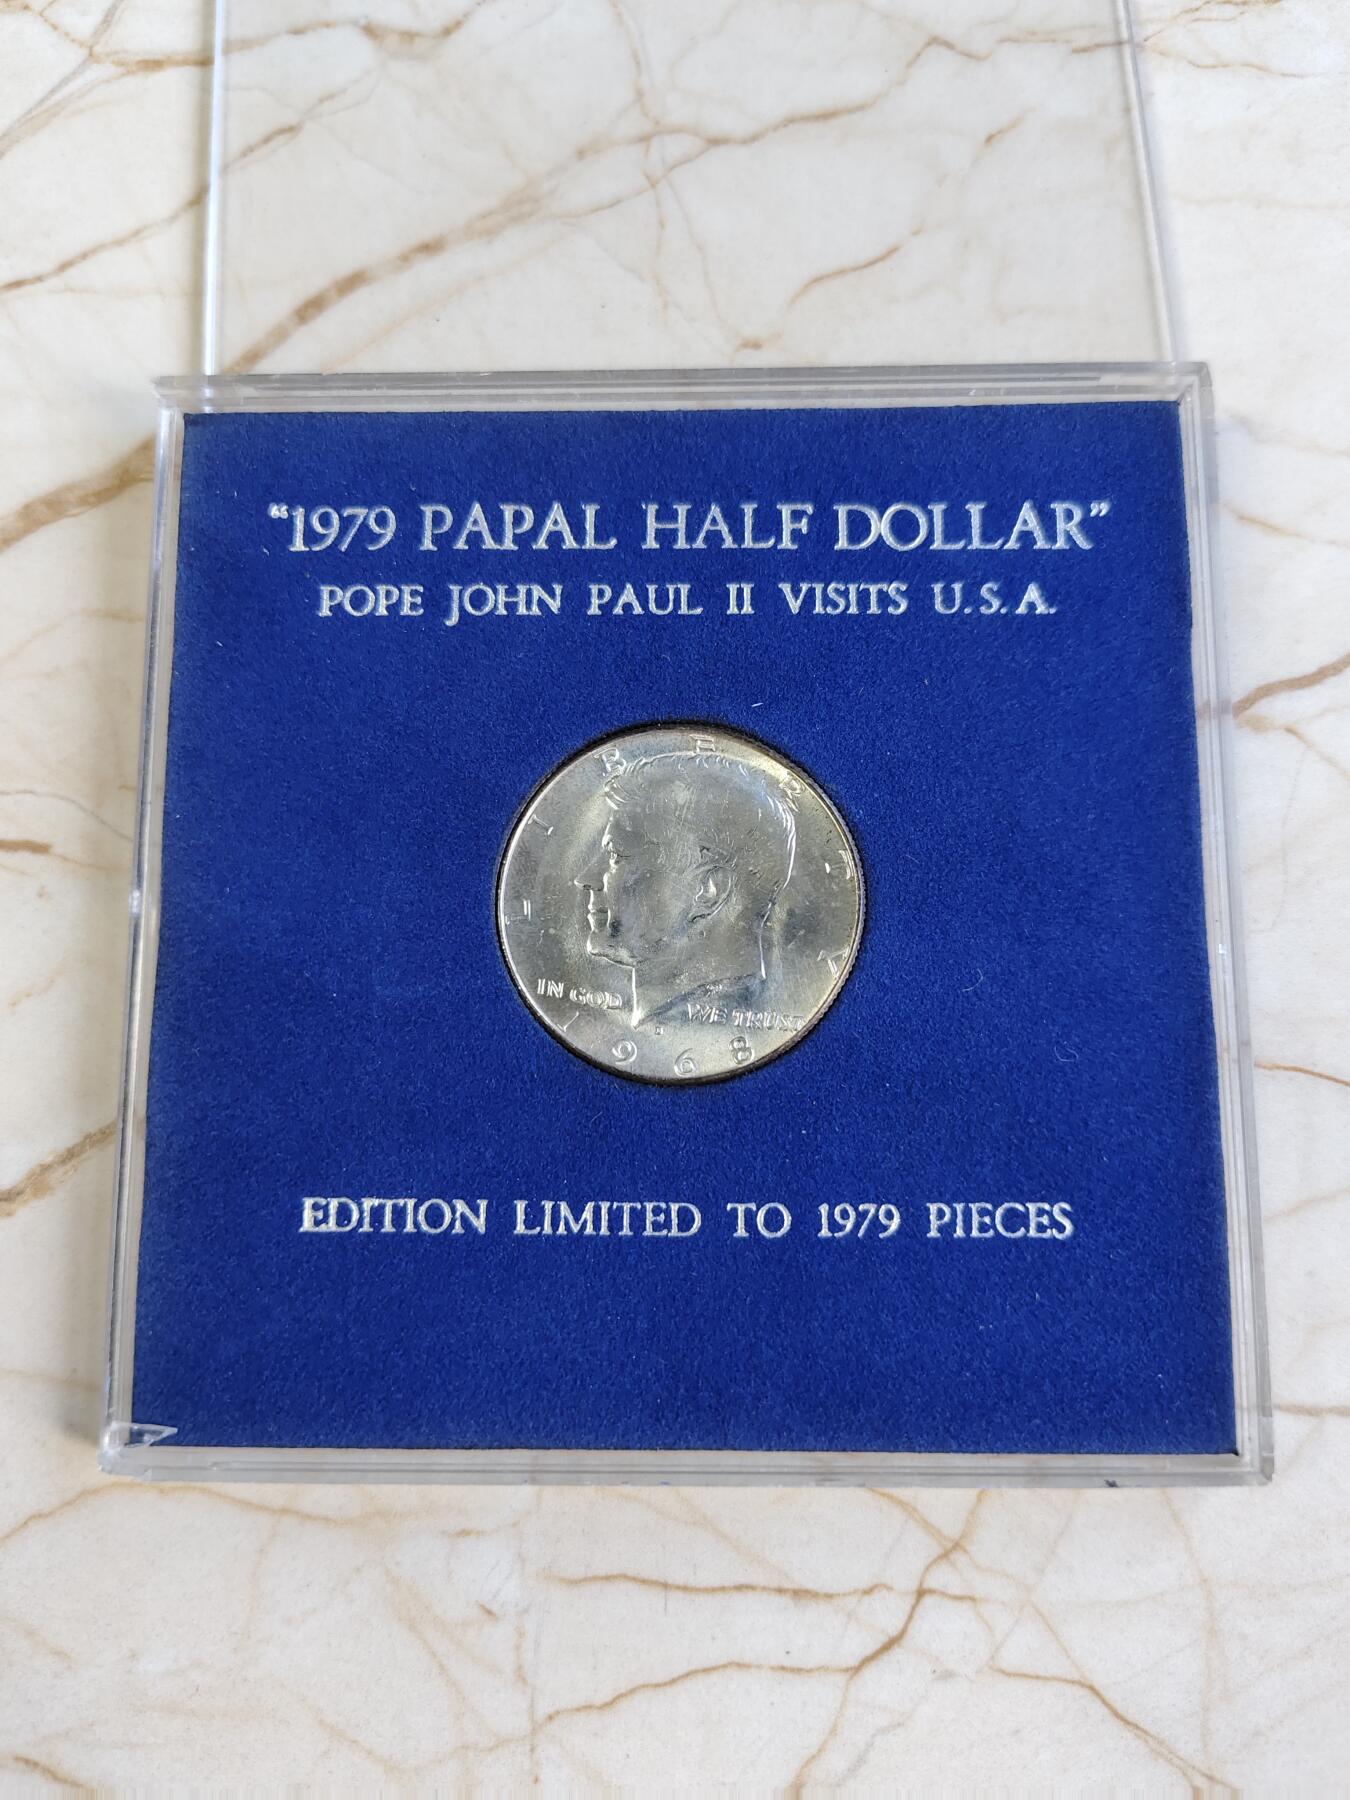 “1979 PAPAL HALF DOLLAR”
POPE JOHN PAUL II VISITS U.S.A.
LIBERTY
IN GOD WE TRUST
D
1968
EDITION LIMITED TO 1979 PIECES